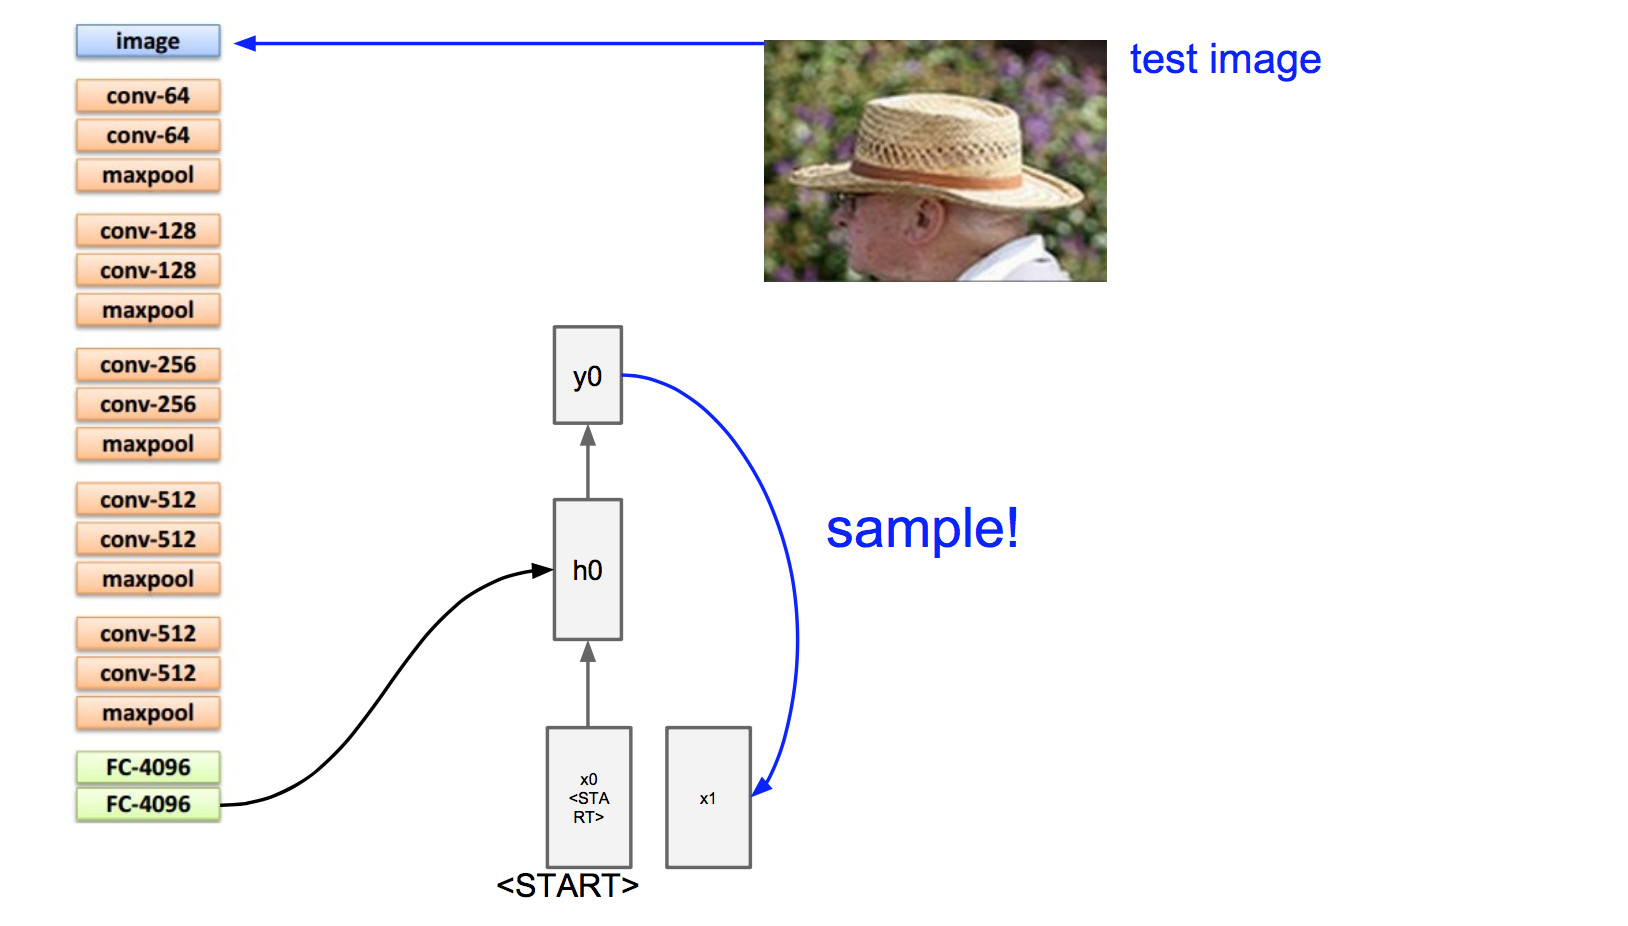 image
conv-64
conv-64
maxpool
conv-128
conv-128
maxpool
conv-256
conv-256
maxpool
conv-512
conv-512
maxpool
conv-512
conv-512
maxpool
FC-4096
FC-4096
test image
y0
h0
sample!
x0
<STA
RT>
x1
<START>